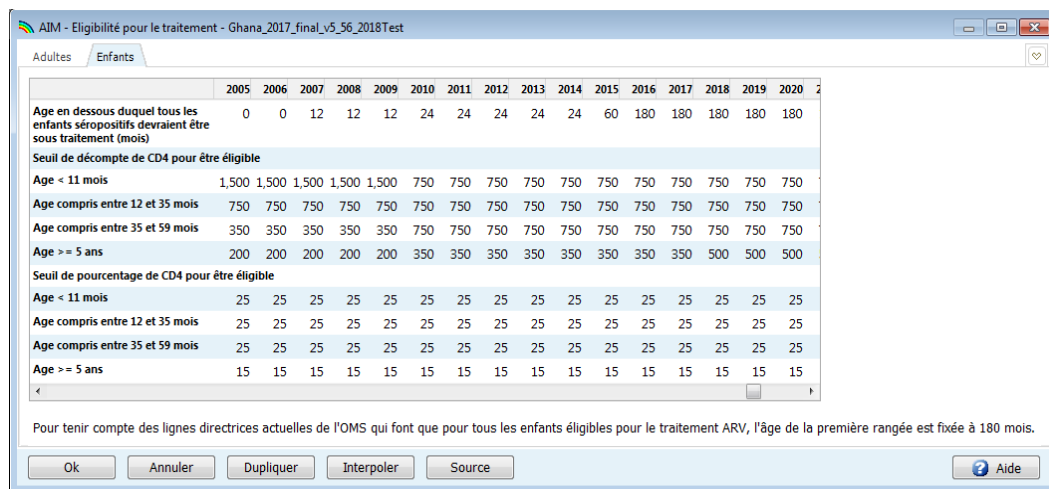 AIM - Eligibilité pour le traitement - Ghana_2017_final_v5_56_2018Test
Adultes Enfants
2005 2006 2007 2008 2009 2010 2011 2012 2013 2014 2015 2016 2017 2018 2019 2020
Age en dessous duquel tous les
enfants séropositifs devraient être
sous traitement (mois)
0 0 12 12 12 24 24 24 24 24 60 180 180 180 180 180
Seuil de décompte de CD4 pour être éligible
Age < 11 mois 1,500 1,500 1,500 1,500 1,500 750 750 750 750 750 750 750 750 750 750 750
Age compris entre 12 et 35 mois 750 750 750 750 750 750 750 750 750 750 750 750 750 750 750 750
Age compris entre 35 et 59 mois 350 350 350 350 350 750 750 750 750 750 750 750 750 750 750 750
Age >= 5 ans 200 200 200 200 200 350 350 350 350 350 350 350 350 500 500 500
Seuil de pourcentage de CD4 pour être éligible
Age < 11 mois 25 25 25 25 25 25 25 25 25 25 25 25 25 25 25 25
Age compris entre 12 et 35 mois 25 25 25 25 25 25 25 25 25 25 25 25 25 25 25 25
Age compris entre 35 et 59 mois 25 25 25 25 25 25 25 25 25 25 25 25 25 25 25 25
Age >= 5 ans 15 15 15 15 15 15 15 15 15 15 15 15 15 15 15 15
Pour tenir compte des lignes directrices actuelles de l'OMS qui font que pour tous les enfants éligibles pour le traitement ARV, l'âge de la première rangée est fixée à 180 mois.
Ok Annuler Dupliquer Interpoler Source Aide